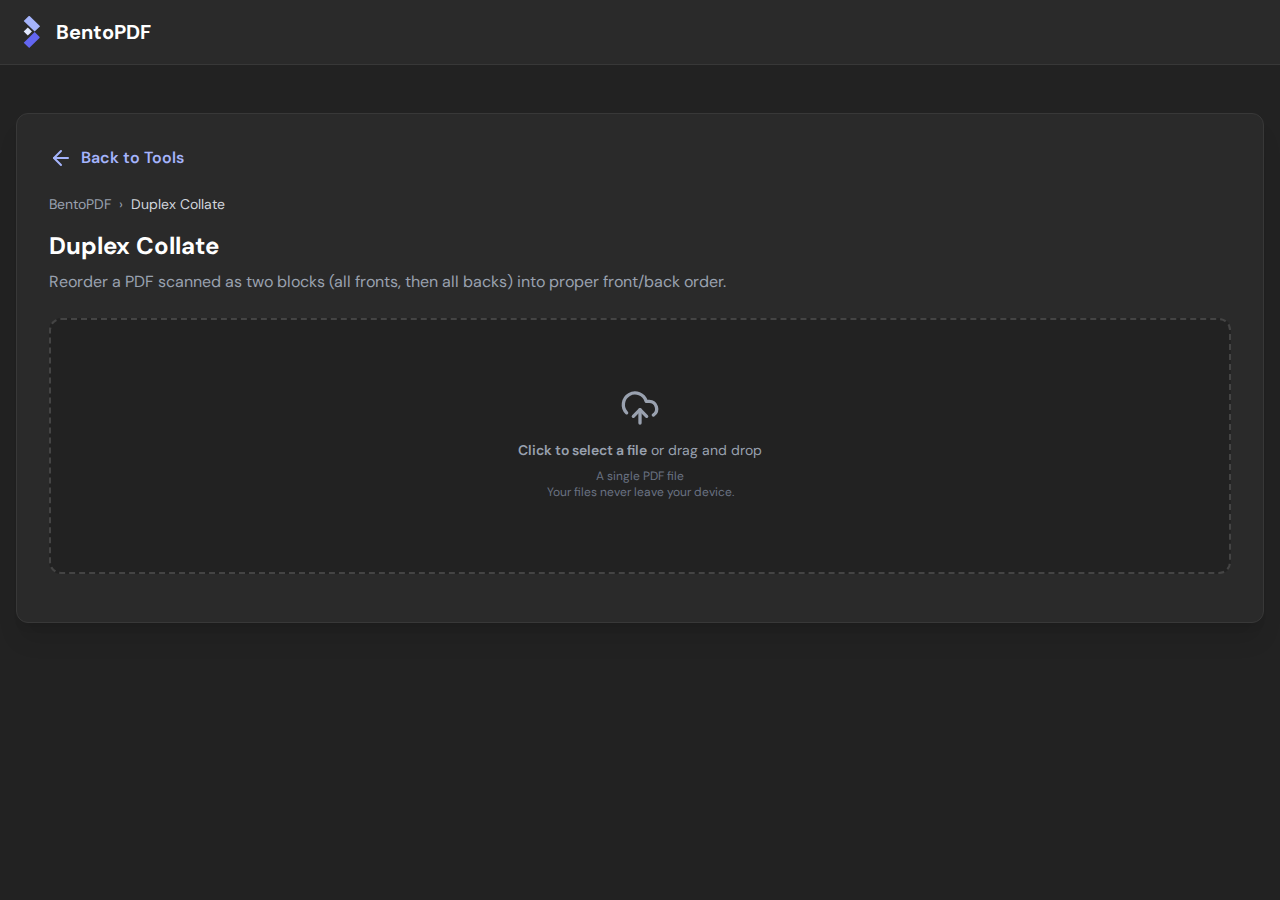 BentoPDF
Back to Tools
BentoPDF › Duplex Collate
Duplex Collate
Reorder a PDF scanned as two blocks (all fronts, then all backs) into proper front/back order.
Click to select a file or drag and drop
A single PDF file
Your files never leave your device.